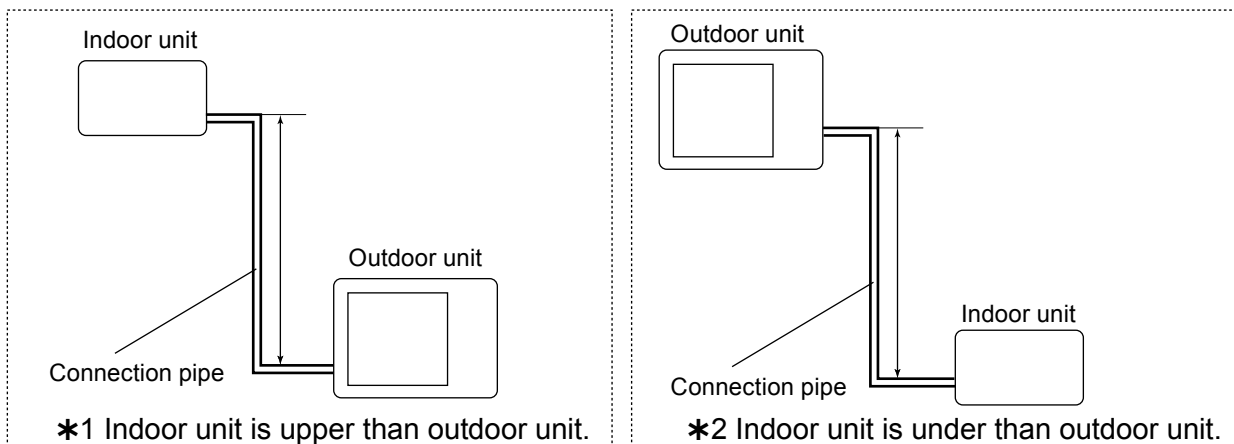 Indoor unit
Outdoor unit
Connection pipe
*1 Indoor unit is upper than outdoor unit.
Outdoor unit
Indoor unit
Connection pipe
*2 Indoor unit is under than outdoor unit.